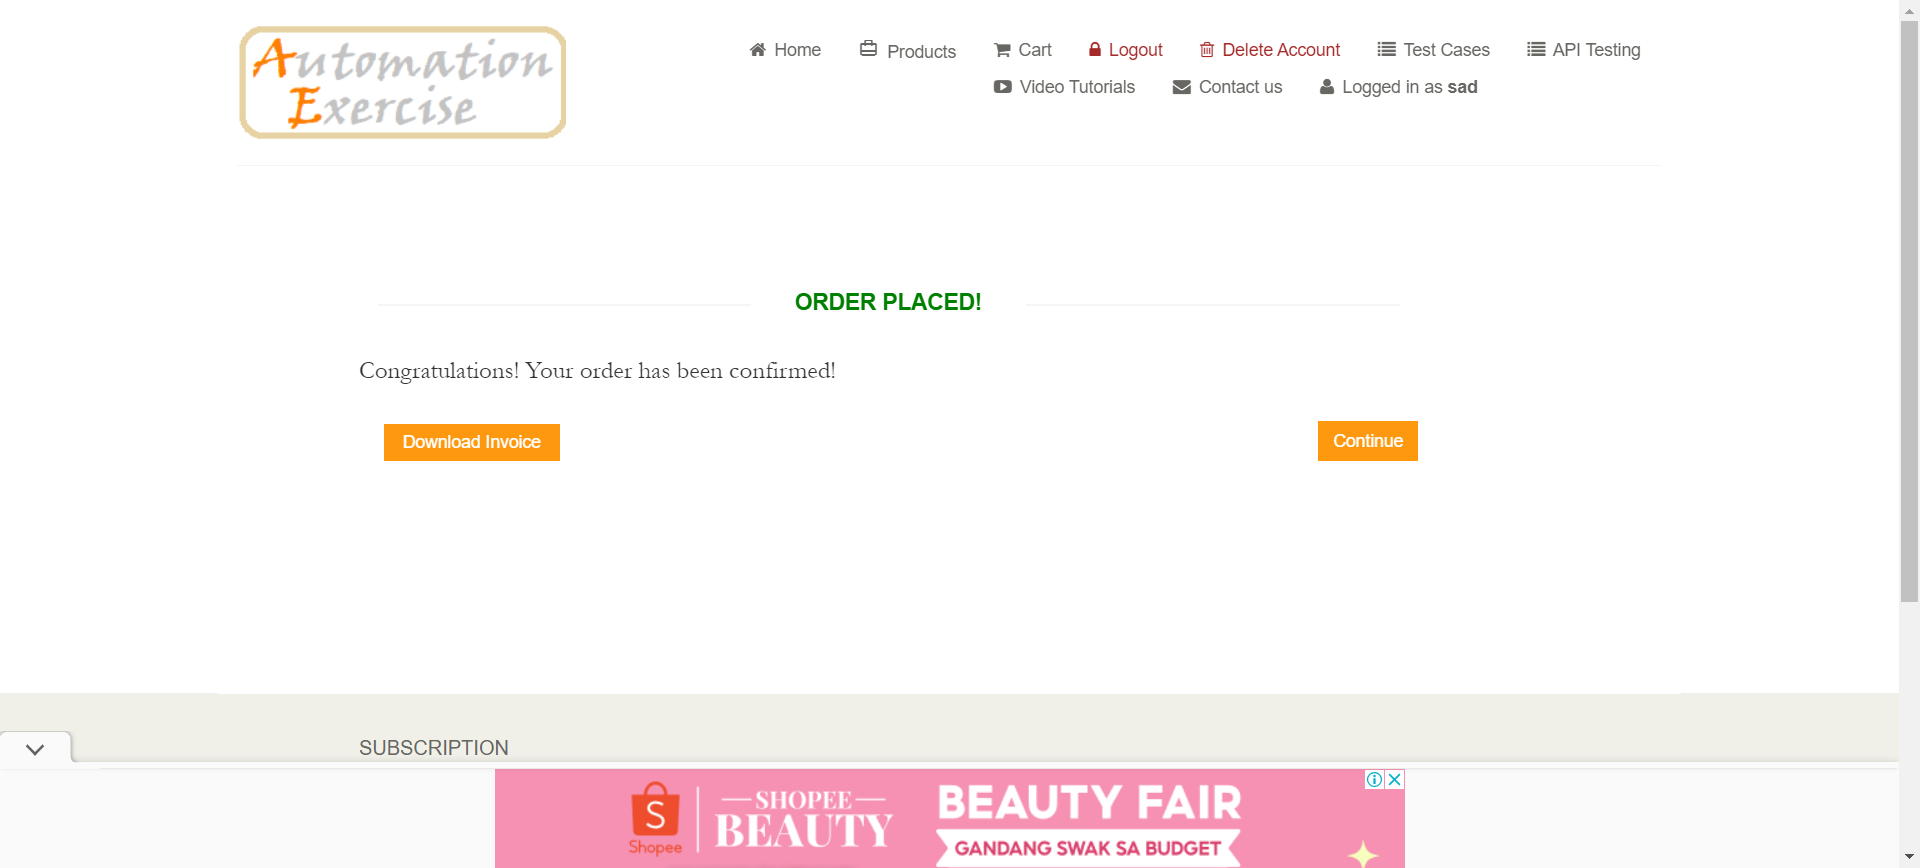 Automation
Exercise
Home
Products
Cart
Logout
Delete Account
Test Cases
API Testing
Video Tutorials
Contact us
Logged in as sad
ORDER PLACED!
Congratulations! Your order has been confirmed!
Download Invoice
Continue
SUBSCRIPTION
S
Shopee
SHOPEE
BEAUTY
BEAUTY FAIR
GANDANG SWAK SA BUDGET